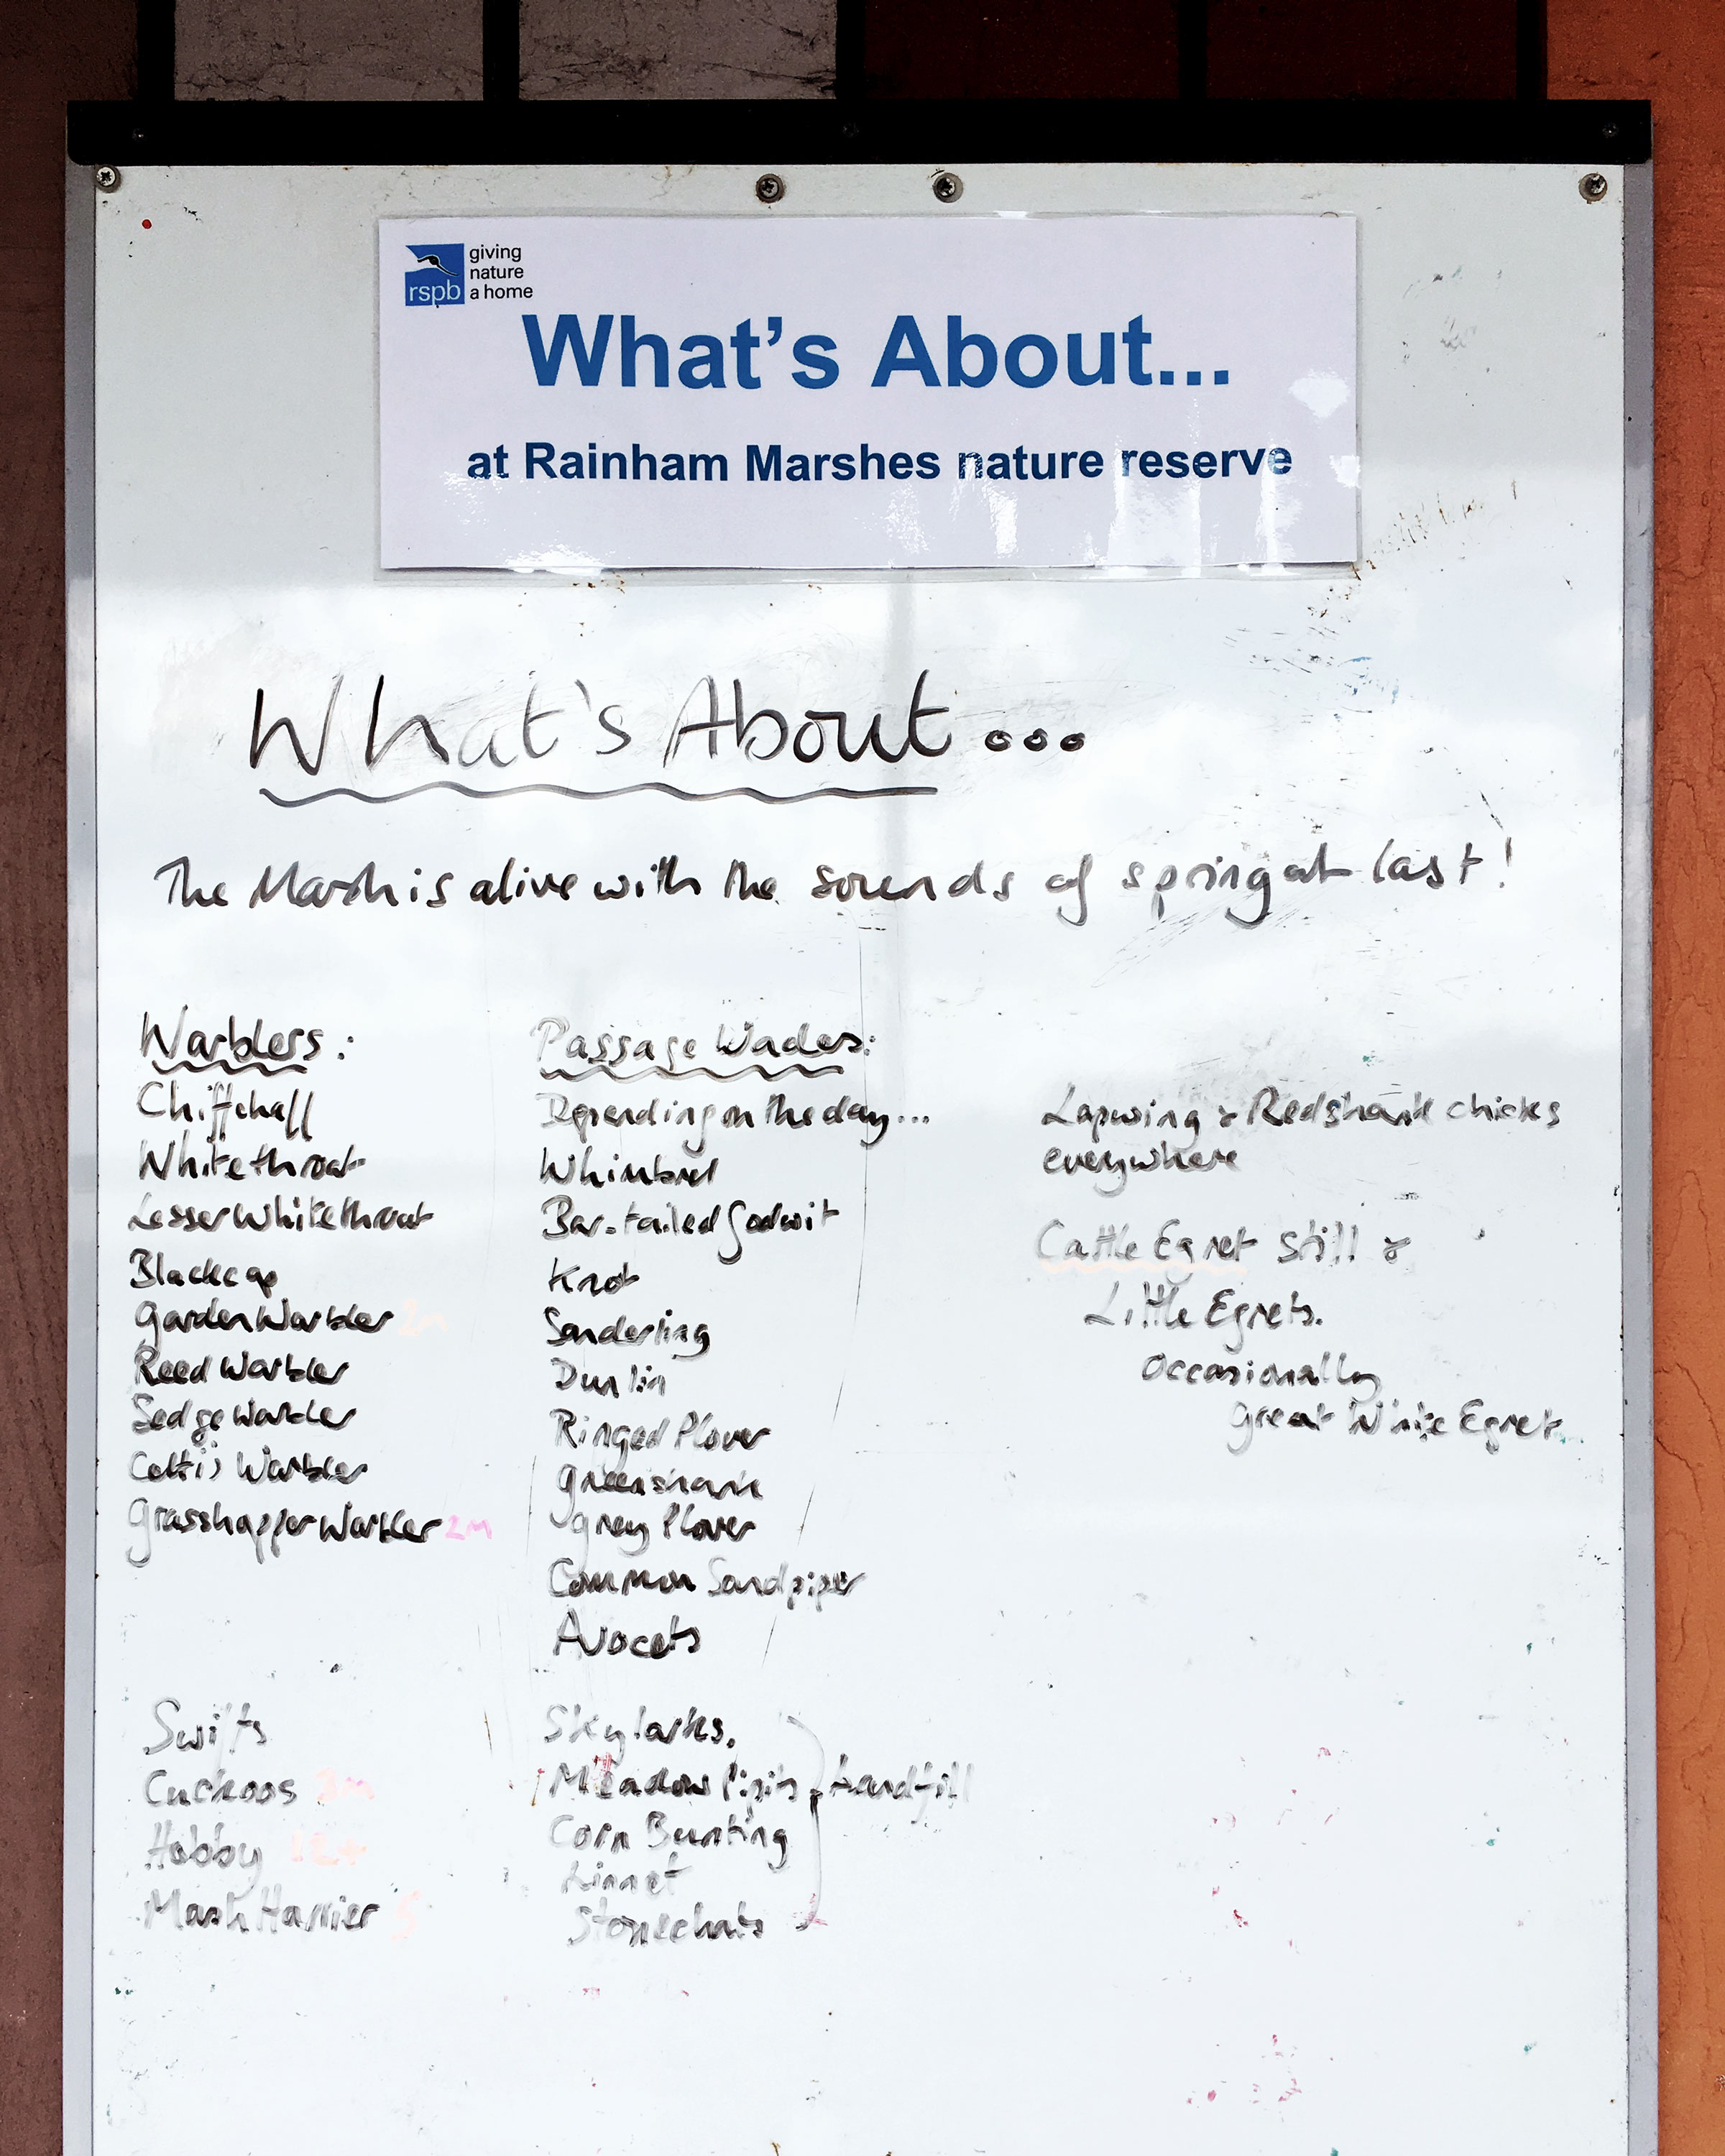 giving
nature
rspb a home
What's About...
at Rainham Marshes nature reserve
What's About...
The Marsh is alive with the sounds of spring at last!
Warblers:
Chiffchaff
Whitethroat
Lesser Whitethroat
Blackcap
Garden Warbler 2m
Reed Warbler
Sedge Warbler
Cetti's Warbler
Grasshopper Warbler 2m
Swifts
Cuckoos 3m
Hobby 12+
Marsh Harrier 5
Passage Waders:
Depending on the day...
Whimbrel
Bar-tailed Godwit
Knot
Sanderling
Dunlin
Ringed Plover
Greenshank
Grey Plover
Common Sandpiper
Avocets
Skylarks.
Meadow Pipits } Landfill
Corn Bunting
Linnet
Stonechats
Lapwing & Redshank chicks
everywhere
Cattle Egret still &
Little Egrets.
Occasionally
Great White Egret